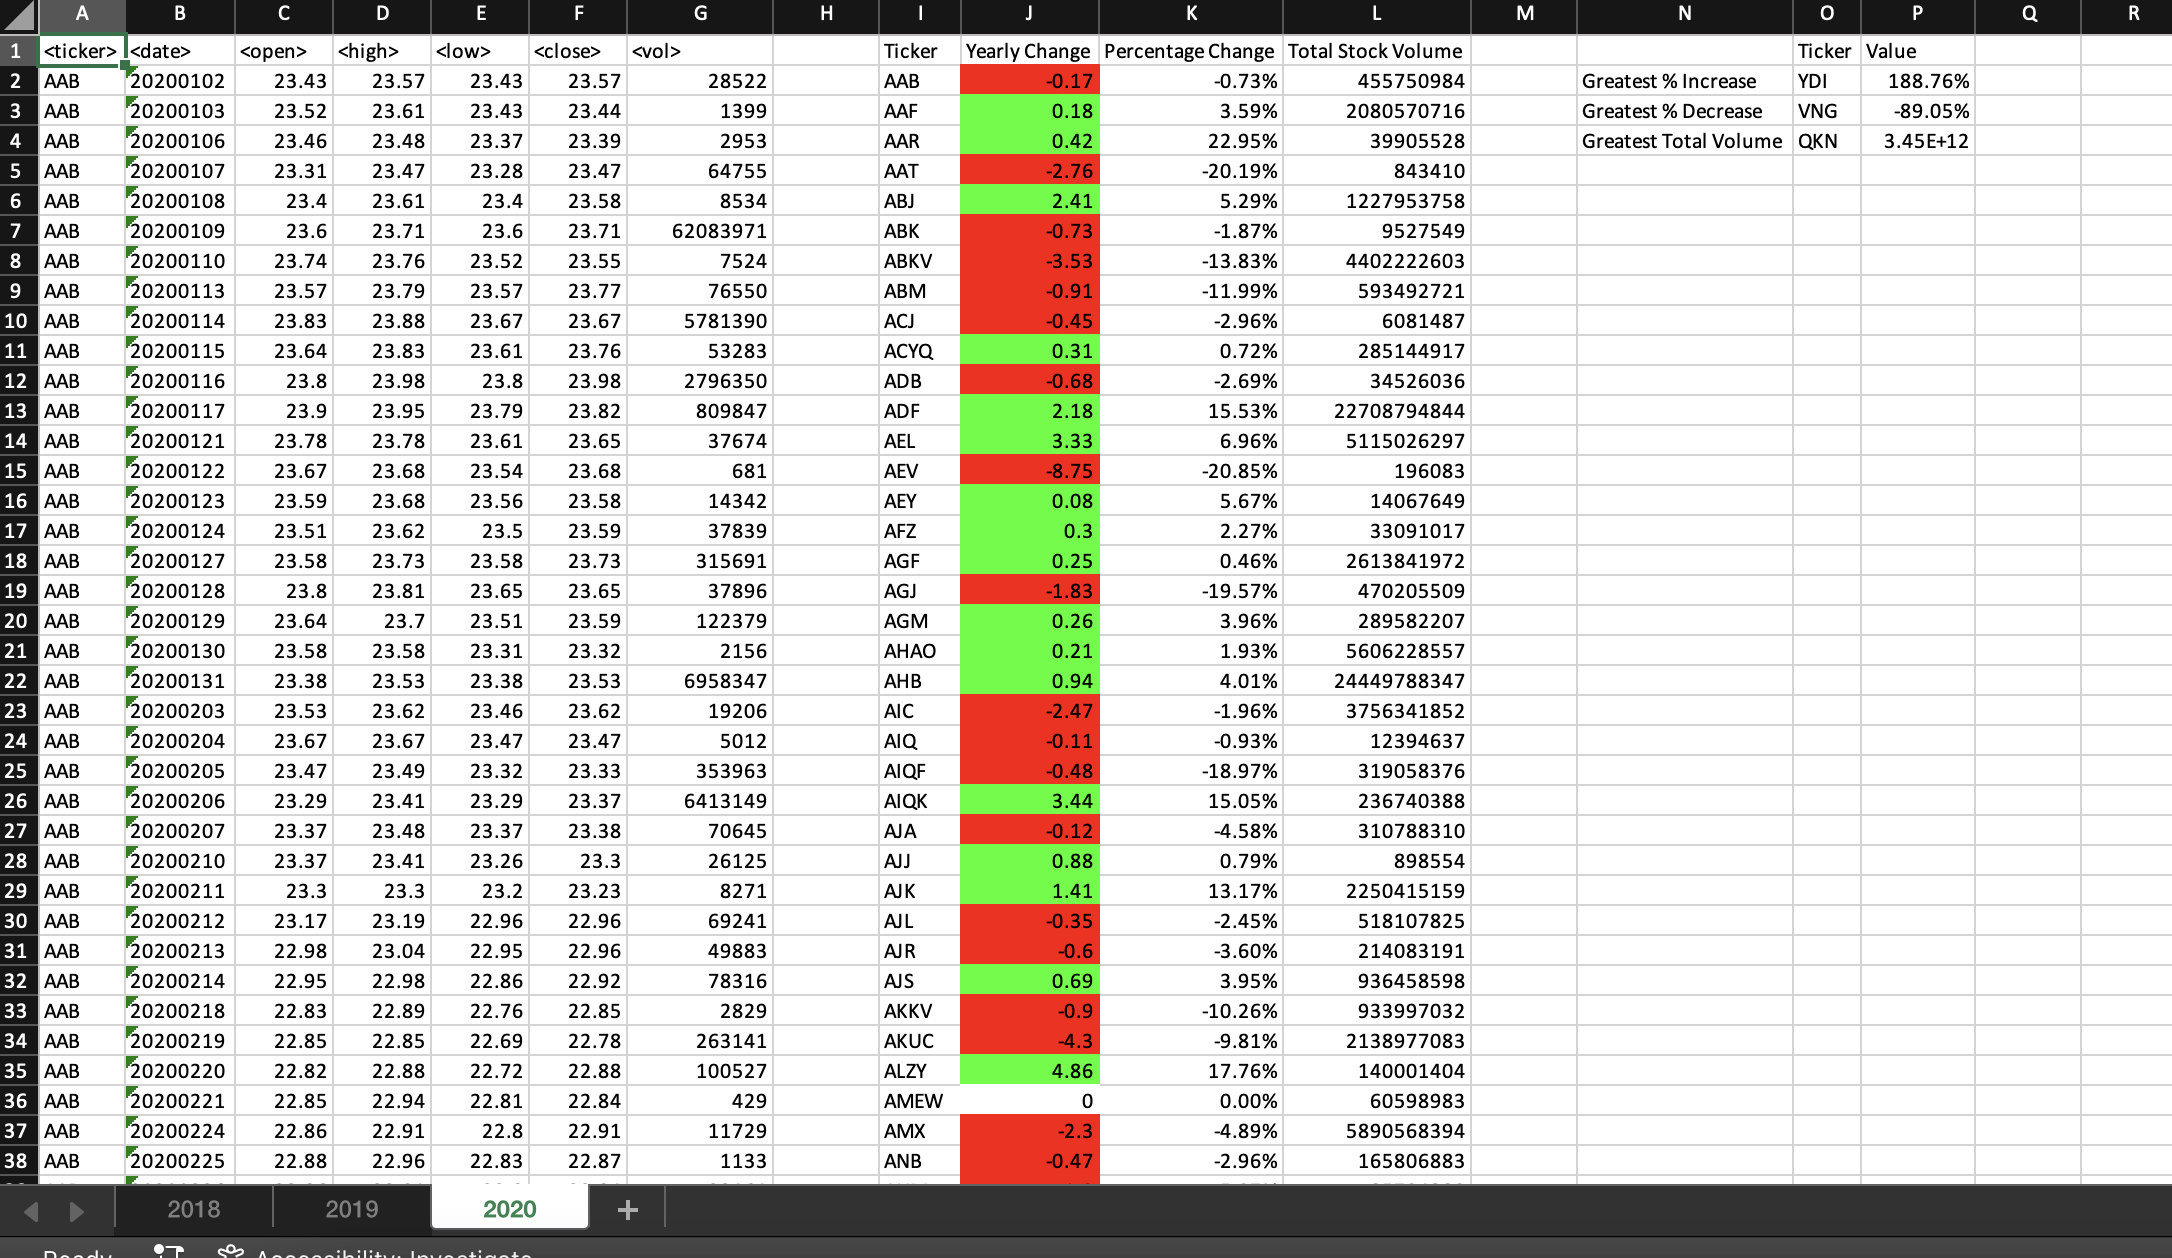 A B C D E F G H I J K L M N O P Q R
1 <ticker> <date> <open> <high> <low> <close> <vol> Ticker Yearly Change Percentage Change Total Stock Volume Ticker Value
2 AAB 20200102 23.43 23.57 23.43 23.57 28522 AAB -0.17 -0.73% 455750984 Greatest % Increase YDI 188.76%
3 AAB 20200103 23.52 23.61 23.43 23.44 1399 AAF 0.18 3.59% 2080570716 Greatest % Decrease VNG -89.05%
4 AAB 20200106 23.46 23.48 23.37 23.39 2953 AAR 0.42 22.95% 39905528 Greatest Total Volume QKN 3.45E+12
5 AAB 20200107 23.31 23.47 23.28 23.47 64755 AAT -2.76 -20.19% 843410
6 AAB 20200108 23.4 23.61 23.4 23.58 8534 ABJ 2.41 5.29% 1227953758
7 AAB 20200109 23.6 23.71 23.6 23.71 62083971 ABK -0.73 -1.87% 9527549
8 AAB 20200110 23.74 23.76 23.52 23.55 7524 ABKV -3.53 -13.83% 4402222603
9 AAB 20200113 23.57 23.79 23.57 23.77 76550 ABM -0.91 -11.99% 593492721
10 AAB 20200114 23.83 23.88 23.67 23.67 5781390 ACJ -0.45 -2.96% 6081487
11 AAB 20200115 23.64 23.83 23.61 23.76 53283 ACYQ 0.31 0.72% 285144917
12 AAB 20200116 23.8 23.98 23.8 23.98 2796350 ADB -0.68 -2.69% 34526036
13 AAB 20200117 23.9 23.95 23.79 23.82 809847 ADF 2.18 15.53% 22708794844
14 AAB 20200121 23.78 23.78 23.61 23.65 37674 AEL 3.33 6.96% 5115026297
15 AAB 20200122 23.67 23.68 23.54 23.68 681 AEV -8.75 -20.85% 196083
16 AAB 20200123 23.59 23.68 23.56 23.58 14342 AEY 0.08 5.67% 14067649
17 AAB 20200124 23.51 23.62 23.5 23.59 37839 AFZ 0.3 2.27% 33091017
18 AAB 20200127 23.58 23.73 23.58 23.73 315691 AGF 0.25 0.46% 2613841972
19 AAB 20200128 23.8 23.81 23.65 23.65 37896 AGJ -1.83 -19.57% 470205509
20 AAB 20200129 23.64 23.7 23.51 23.59 122379 AGM 0.26 3.96% 289582207
21 AAB 20200130 23.58 23.58 23.31 23.32 2156 AHAO 0.21 1.93% 5606228557
22 AAB 20200131 23.38 23.53 23.38 23.53 6958347 AHB 0.94 4.01% 24449788347
23 AAB 20200203 23.53 23.62 23.46 23.62 19206 AIC -2.47 -1.96% 3756341852
24 AAB 20200204 23.67 23.67 23.47 23.47 5012 AIQ -0.11 -0.93% 12394637
25 AAB 20200205 23.47 23.49 23.32 23.33 353963 AIQF -0.48 -18.97% 319058376
26 AAB 20200206 23.29 23.41 23.29 23.37 6413149 AIQK 3.44 15.05% 236740388
27 AAB 20200207 23.37 23.48 23.37 23.38 70645 AJA -0.12 -4.58% 310788310
28 AAB 20200210 23.37 23.41 23.26 23.3 26125 AJJ 0.88 0.79% 898554
29 AAB 20200211 23.3 23.3 23.2 23.23 8271 AJK 1.41 13.17% 2250415159
30 AAB 20200212 23.17 23.19 22.96 22.96 69241 AJL -0.35 -2.45% 518107825
31 AAB 20200213 22.98 23.04 22.95 22.96 49883 AJR -0.6 -3.60% 214083191
32 AAB 20200214 22.95 22.98 22.86 22.92 78316 AJS 0.69 3.95% 936458598
33 AAB 20200218 22.83 22.89 22.76 22.85 2829 AKKV -0.9 -10.26% 933997032
34 AAB 20200219 22.85 22.85 22.69 22.78 263141 AKUC -4.3 -9.81% 2138977083
35 AAB 20200220 22.82 22.88 22.72 22.88 100527 ALZY 4.86 17.76% 140001404
36 AAB 20200221 22.85 22.94 22.81 22.84 429 AMEW 0 0.00% 60598983
37 AAB 20200224 22.86 22.91 22.8 22.91 11729 AMX -2.3 -4.89% 5890568394
38 AAB 20200225 22.88 22.96 22.83 22.87 1133 ANB -0.47 -2.96% 165806883
2018 2019 2020 +
Ready Accessibility: Investigate